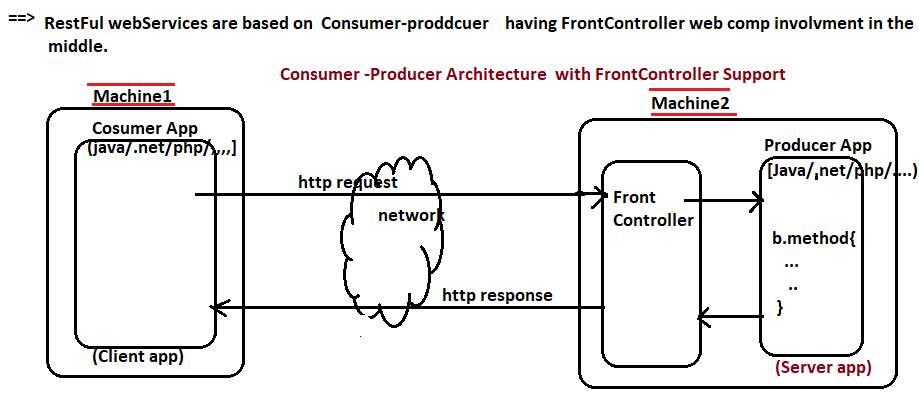 ==> RestFul webServices are based on Consumer-proddcuer having FrontController web comp involvment in the
middle.
Consumer -Producer Architecture with FrontController Support
Machine1
Machine2
Cosumer App
(java/.net/php/,,,,]
Producer App
[Java/.net/php/....)
http request
network
Front
Controller
b.method{
...
..
}
http response
(Client app)
(Server app)